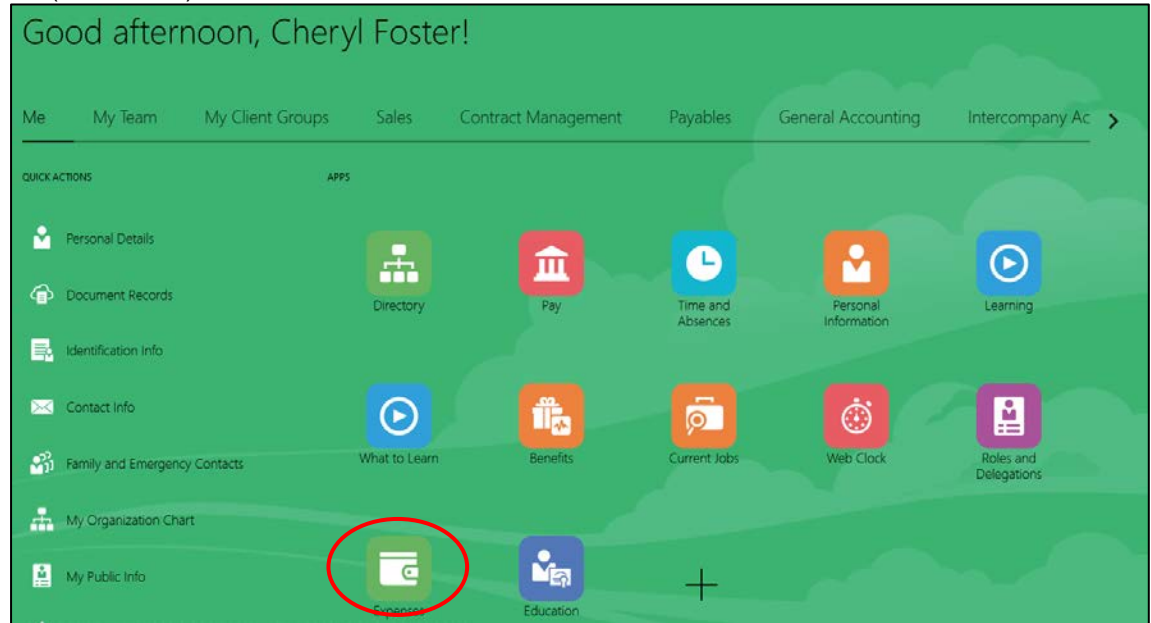 Good afternoon, Cheryl Foster!
Me My Team My Client Groups Sales Contract Management Payables General Accounting Intercompany Ac
QUICK ACTIONS APPS
Personal Details
Document Records
Identification Info
Contact Info
Family and Emergency Contacts
My Organization Chart
My Public Info
Directory Pay Time and Absences Personal Information Learning
What to Learn Benefits Current Jobs Web Clock Roles and Delegations
Expenses Education